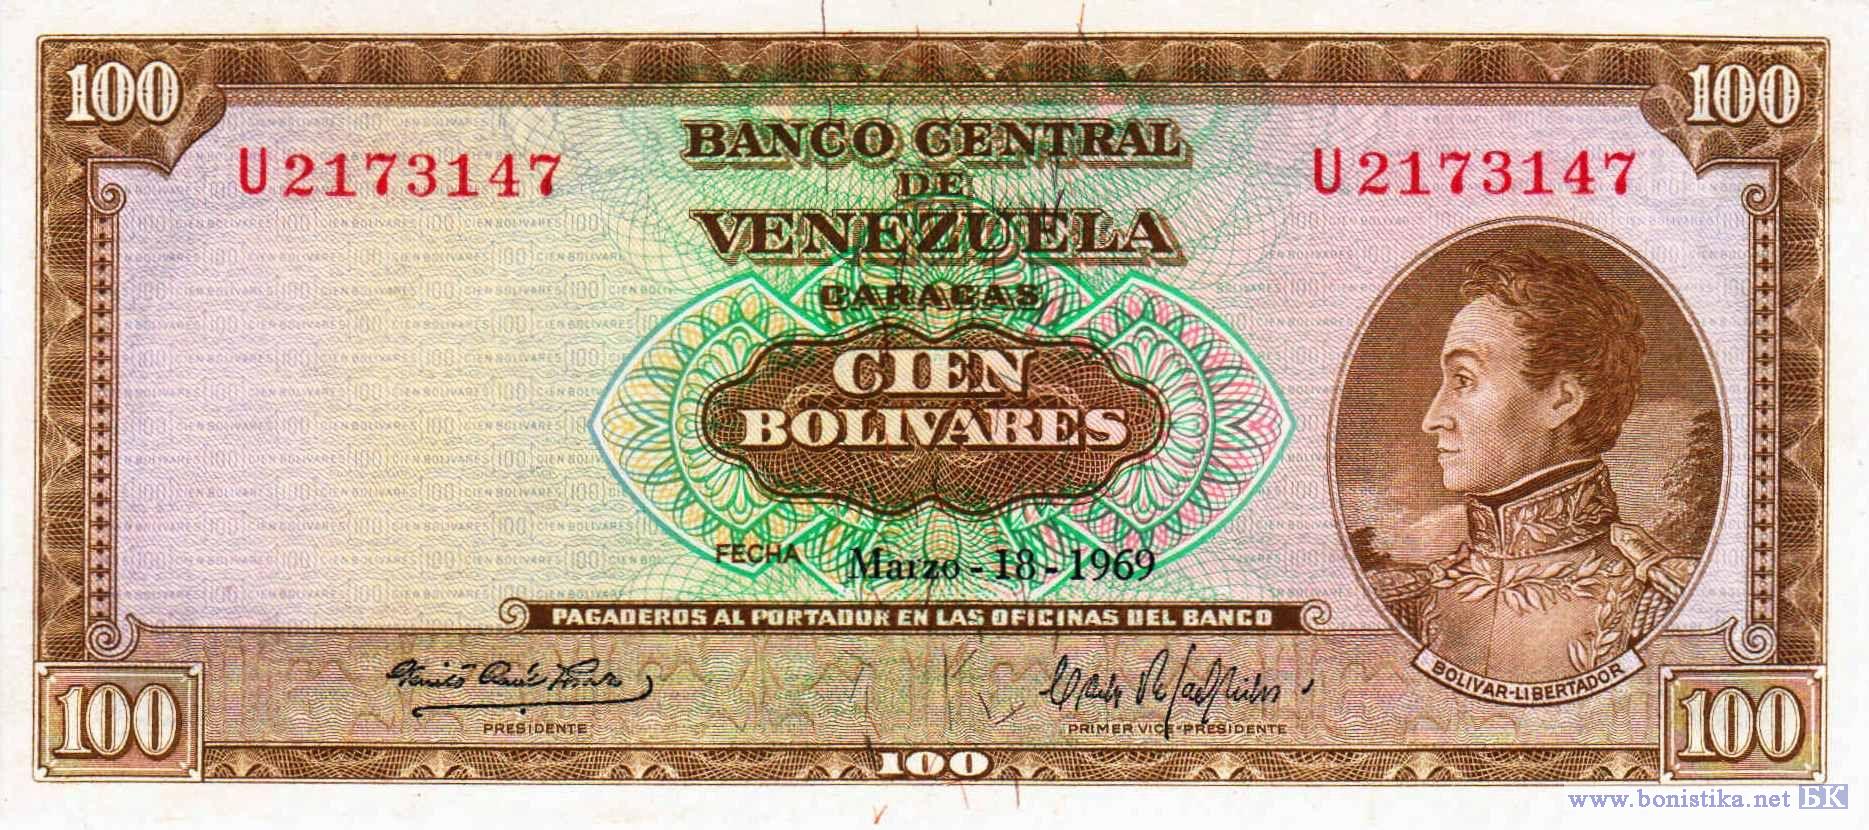 100 100
U2173147 U2173147
BANCO CENTRAL
DE
VENEZUELA
CARACAS
CIEN
BOLIVARES
FECHA Marzo - 18 - 1969
PAGADEROS AL PORTADOR EN LAS OFICINAS DEL BANCO
BOLIVAR-LIBERTADOR
PRESIDENTE PRIMER VICE-PRESIDENTE
100 100 100
www.bonistika.net БК